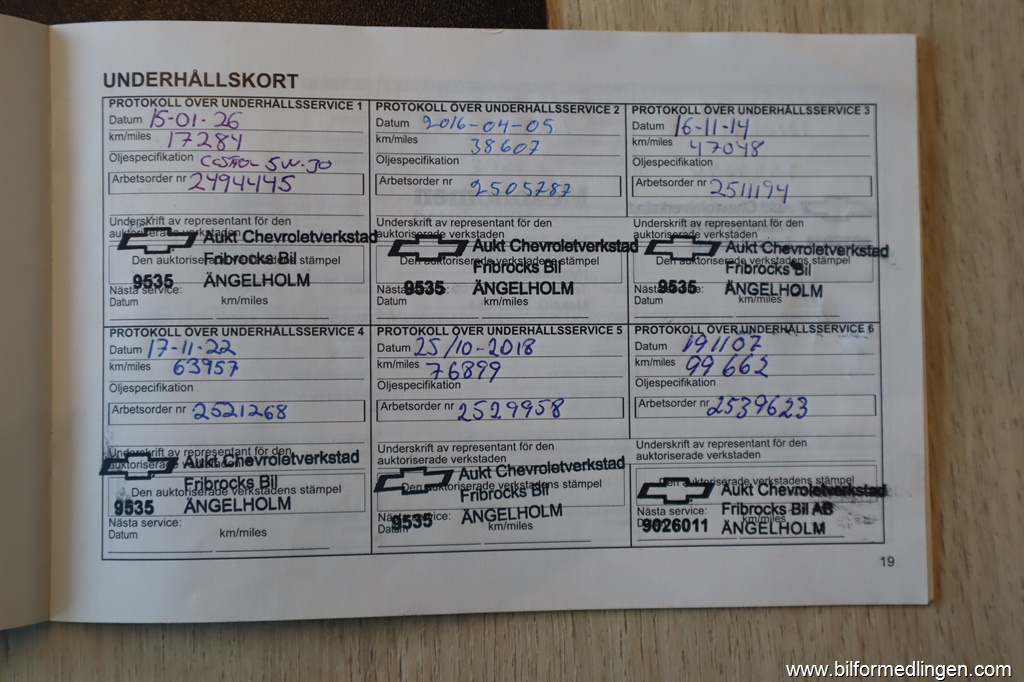 UNDERHÅLLSKORT
PROTOKOLL ÖVER UNDERHÅLLSSERVICE 1
Datum 15-01-26
km/miles 17284
Oljespecifikation Castrol 5W-30
Arbetsorder nr 2494445
Underskrift av representant för den
auktoriserade verkstaden
Aukt Chevroletverkstad
Den auktoriserade verkstadens stämpel
Fribrocks Bil
9535 ÄNGELHOLM
Nästa service:
Datum km/miles
PROTOKOLL ÖVER UNDERHÅLLSSERVICE 2
Datum 2016-04-05
km/miles 38607
Oljespecifikation
Arbetsorder nr 2505787
Underskrift av representant för den
auktoriserade verkstaden
Aukt Chevroletverkstad
Den auktoriserade verkstadens stämpel
Fribrocks Bil
9535 ÄNGELHOLM
Nästa service:
Datum km/miles
PROTOKOLL ÖVER UNDERHÅLLSSERVICE 3
Datum 16-11-14
km/miles 47048
Oljespecifikation
Arbetsorder nr 2511194
Underskrift av representant för den
auktoriserade verkstaden
Aukt Chevroletverkstad
Den auktoriserade verkstadens stämpel
Fribrocks Bil
9535 ÄNGELHOLM
Nästa service:
Datum km/miles
PROTOKOLL ÖVER UNDERHÅLLSSERVICE 4
Datum 17-11-22
km/miles 63957
Oljespecifikation
Arbetsorder nr 2521268
Underskrift av representant för den
auktoriserade verkstaden
Aukt Chevroletverkstad
Fribrocks Bil
Den auktoriserade verkstadens stämpel
9535 ÄNGELHOLM
Nästa service:
Datum km/miles
PROTOKOLL ÖVER UNDERHÅLLSSERVICE 5
Datum 25/10-2018
km/miles 76899
Oljespecifikation
Arbetsorder nr 2529958
Underskrift av representant för den
auktoriserade verkstaden
Aukt Chevroletverkstad
Den auktoriserade verkstadens stämpel
Fribrocks Bil
9535 ÄNGELHOLM
Nästa service:
Datum km/miles
PROTOKOLL ÖVER UNDERHÅLLSSERVICE 6
Datum 191107
km/miles 99662
Oljespecifikation
Arbetsorder nr 2539623
Underskrift av representant för den
auktoriserade verkstaden
Den auktoriserade verkstadens stämpel
Aukt Chevroletverkstad
Fribrocks Bil AB
9026011 ÄNGELHOLM
km/miles
19
www.bilformedlingen.com